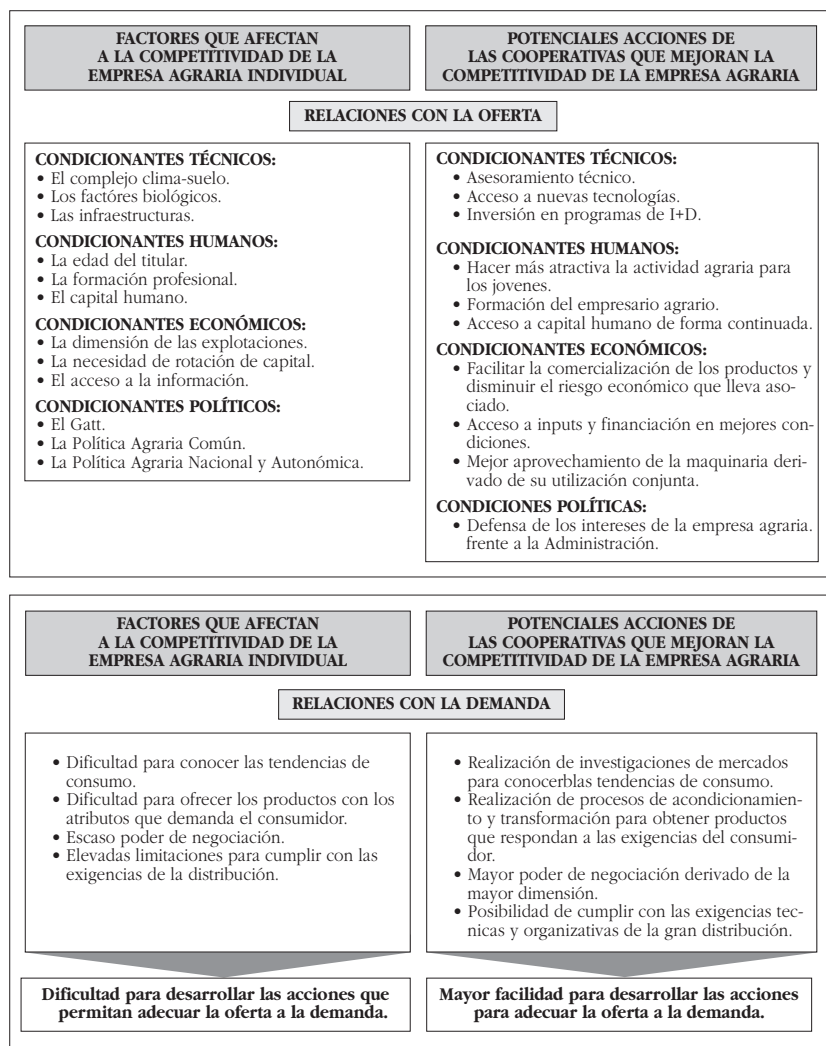 FACTORES QUE AFECTAN
A LA COMPETITIVIDAD DE LA
EMPRESA AGRARIA INDIVIDUAL
POTENCIALES ACCIONES DE
LAS COOPERATIVAS QUE MEJORAN LA
COMPETITIVIDAD DE LA EMPRESA AGRARIA
RELACIONES CON LA OFERTA
CONDICIONANTES TÉCNICOS:
• El complejo clima-suelo.
• Los factóres biológicos.
• Las infraestructuras.
CONDICIONANTES HUMANOS:
• La edad del titular.
• La formación profesional.
• El capital humano.
CONDICIONANTES ECONÓMICOS:
• La dimensión de las explotaciones.
• La necesidad de rotación de capital.
• El acceso a la información.
CONDICIONANTES POLÍTICOS:
• El Gatt.
• La Política Agraria Común.
• La Política Agraria Nacional y Autonómica.
CONDICIONANTES TÉCNICOS:
• Asesoramiento técnico.
• Acceso a nuevas tecnologías.
• Inversión en programas de I+D.
CONDICIONANTES HUMANOS:
• Hacer más atractiva la actividad agraria para
los jovenes.
• Formación del empresario agrario.
• Acceso a capital humano de forma continuada.
CONDICIONANTES ECONÓMICOS:
• Facilitar la comercialización de los productos y
disminuir el riesgo económico que lleva aso-
ciado.
• Acceso a inputs y financiación en mejores con-
diciones.
• Mejor aprovechamiento de la maquinaria deri-
vado de su utilización conjunta.
CONDICIONES POLÍTICAS:
• Defensa de los intereses de la empresa agraria.
frente a la Administración.
FACTORES QUE AFECTAN
A LA COMPETITIVIDAD DE LA
EMPRESA AGRARIA INDIVIDUAL
POTENCIALES ACCIONES DE
LAS COOPERATIVAS QUE MEJORAN LA
COMPETITIVIDAD DE LA EMPRESA AGRARIA
RELACIONES CON LA DEMANDA
• Dificultad para conocer las tendencias de
consumo.
• Dificultad para ofrecer los productos con los
atributos que demanda el consumidor.
• Escaso poder de negociación.
• Elevadas limitaciones para cumplir con las
exigencias de la distribución.
• Realización de investigaciones de mercados
para conocerblas tendencias de consumo.
• Realización de procesos de acondicionamien-
to y transformación para obtener productos
que respondan a las exigencias del consumi-
dor.
• Mayor poder de negociación derivado de la
mayor dimensión.
• Posibilidad de cumplir con las exigencias tec-
nicas y organizativas de la gran distribución.
Dificultad para desarrollar las acciones que
permitan adecuar la oferta a la demanda.
Mayor facilidad para desarrollar las acciones
para adecuar la oferta a la demanda.